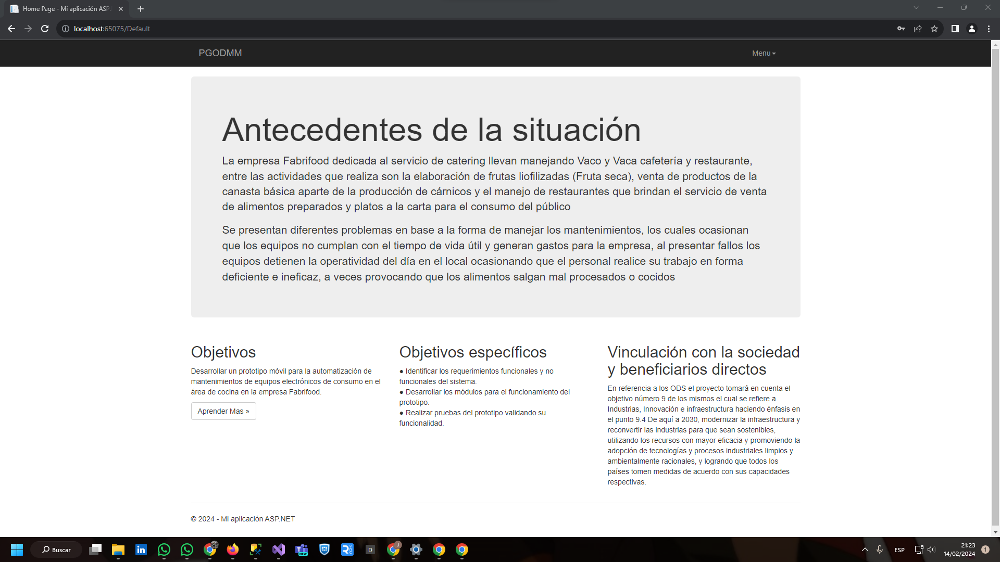 Home Page - Mi aplicación ASP.
localhost:65075/Default
PGODMM
Menu
Antecedentes de la situación
La empresa Fabrifood dedicada al servicio de catering llevan manejando Vaco y Vaca cafetería y restaurante,
entre las actividades que realiza son la elaboración de frutas liofilizadas (Fruta seca), venta de productos de la
canasta básica aparte de la producción de cárnicos y el manejo de restaurantes que brindan el servicio de venta
de alimentos preparados y platos a la carta para el consumo del público
Se presentan diferentes problemas en base a la forma de manejar los mantenimientos, los cuales ocasionan
que los equipos no cumplan con el tiempo de vida útil y generan gastos para la empresa, al presentar fallos los
equipos detienen la operatividad del día en el local ocasionando que el personal realice su trabajo en forma
deficiente e ineficaz, a veces provocando que los alimentos salgan mal procesados o cocidos
Objetivos
Desarrollar un prototipo móvil para la automatización de
mantenimientos de equipos electrónicos de consumo en el
área de cocina en la empresa Fabrifood.
Aprender Mas »
Objetivos específicos
● Identificar los requerimientos funcionales y no
funcionales del sistema.
● Desarrollar los módulos para el funcionamiento del
prototipo.
● Realizar pruebas del prototipo validando su
funcionalidad.
Vinculación con la sociedad
y beneficiarios directos
En referencia a los ODS el proyecto tomará en cuenta el
objetivo número 9 de los mismos el cual se refiere a
Industrias, Innovación e infraestructura haciendo énfasis en
el punto 9.4 De aquí a 2030, modernizar la infraestructura y
reconvertir las industrias para que sean sostenibles,
utilizando los recursos con mayor eficacia y promoviendo la
adopción de tecnologías y procesos industriales limpios y
ambientalmente racionales, y logrando que todos los
países tomen medidas de acuerdo con sus capacidades
respectivas.
© 2024 - Mi aplicación ASP.NET
Buscar
in
NEW
D
J
ESP
21:23
14/02/2024
1